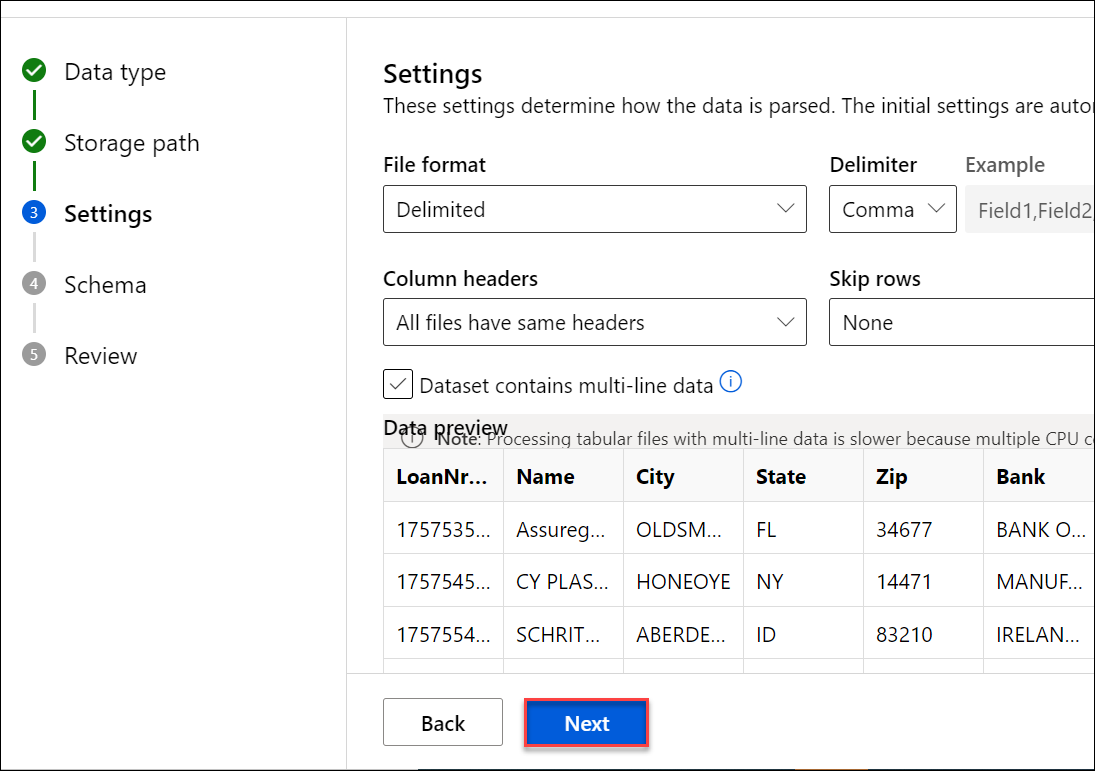 Data type
Storage path
3 Settings
4 Schema
5 Review
Settings
These settings determine how the data is parsed. The initial settings are auto
File format Delimiter Example
Delimited Comma Field1,Field2,
Column headers Skip rows
All files have same headers None
Dataset contains multi-line data
Data preview
Note: Processing tabular files with multi-line data is slower because multiple CPU c
LoanNr... Name City State Zip Bank
1757535... Assureg... OLDSM... FL 34677 BANK O...
1757545... CY PLAS... HONEOYE NY 14471 MANUF...
1757554... SCHRIT... ABERDE... ID 83210 IRELAN...
Back Next